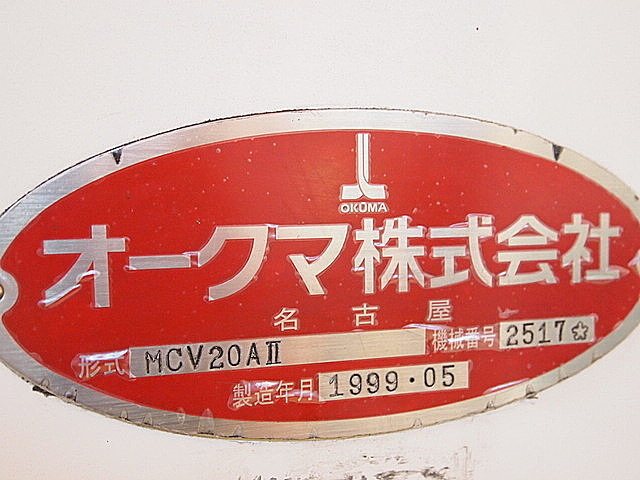 OKUMA
オークマ株式会社
名古屋
形式 MCV20AⅡ 機械番号 2517☆
製造年月 1999・05